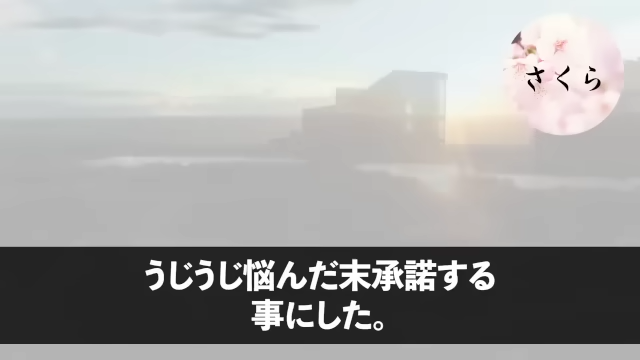 さくら
うじうじ悩んだ末承諾する
事にした。